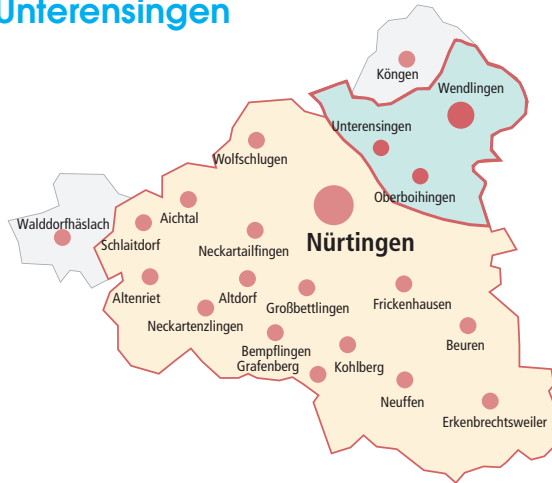 Unterensingen
Köngen
Wendlingen
Unterensingen
Wolfschlugen
Oberboihingen
Aichtal
Walddorfhäslach
Schlaitdorf
Neckartailfingen
Nürtingen
Altenriet
Altdorf
Großbettlingen
Frickenhausen
Neckartenzlingen
Beuren
Bempflingen
Grafenberg
Kohlberg
Neuffen
Erkenbrechtsweiler